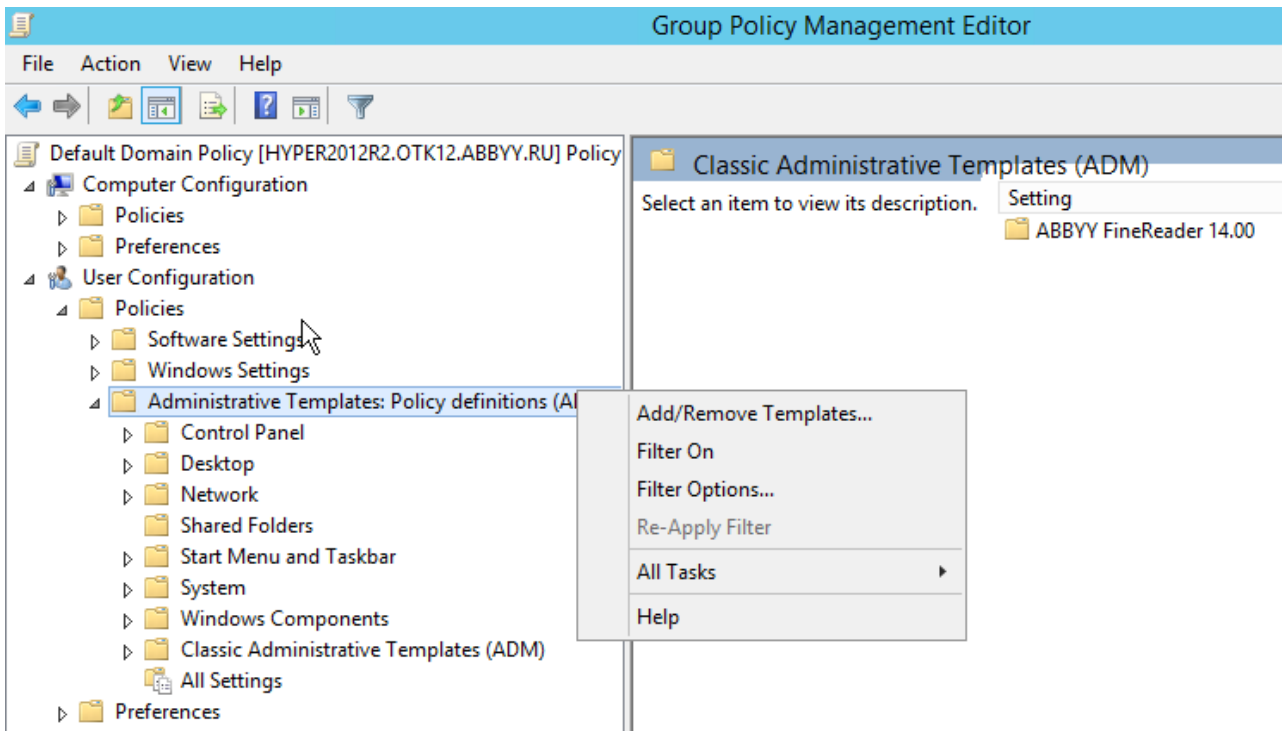 Group Policy Management Editor
File Action View Help
Default Domain Policy [HYPER2012R2.OTK12.ABBYY.RU] Policy
Computer Configuration
Policies
Preferences
User Configuration
Policies
Software Settings
Windows Settings
Administrative Templates: Policy definitions (
Control Panel
Desktop
Network
Shared Folders
Start Menu and Taskbar
System
Windows Components
Classic Administrative Templates (ADM)
All Settings
Preferences
Classic Administrative Templates (ADM)
Select an item to view its description.
Setting
ABBYY FineReader 14.00
Add/Remove Templates...
Filter On
Filter Options...
Re-Apply Filter
All Tasks
Help